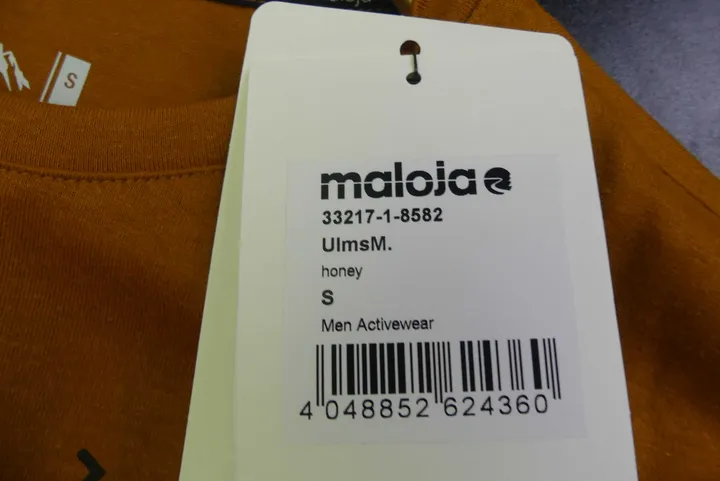 S
maloja
33217-1-8582
UlmsM.
honey
S
Men Activewear
4 048852 624360